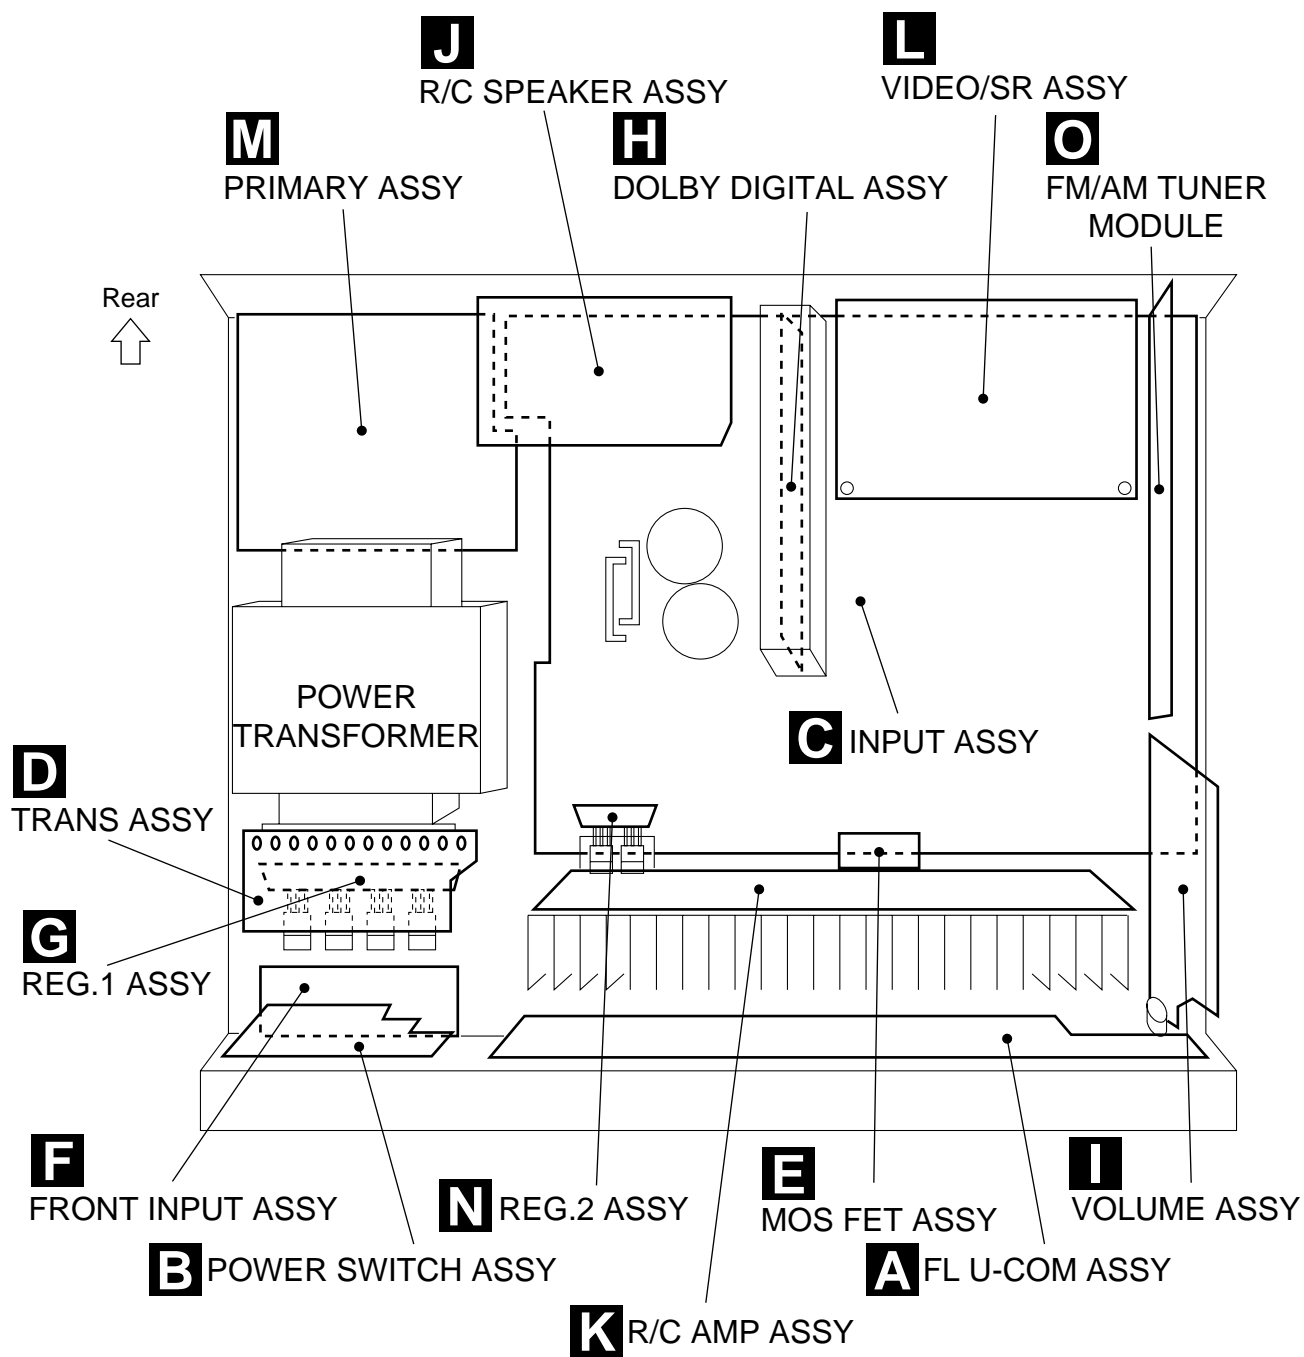 J
R/C SPEAKER ASSY
L
VIDEO/SR ASSY
M
PRIMARY ASSY
H
DOLBY DIGITAL ASSY
O
FM/AM TUNER
MODULE
Rear
POWER
TRANSFORMER
C INPUT ASSY
D
TRANS ASSY
G
REG.1 ASSY
F
FRONT INPUT ASSY
N REG.2 ASSY
E
MOS FET ASSY
I
VOLUME ASSY
B POWER SWITCH ASSY
A FL U-COM ASSY
K R/C AMP ASSY